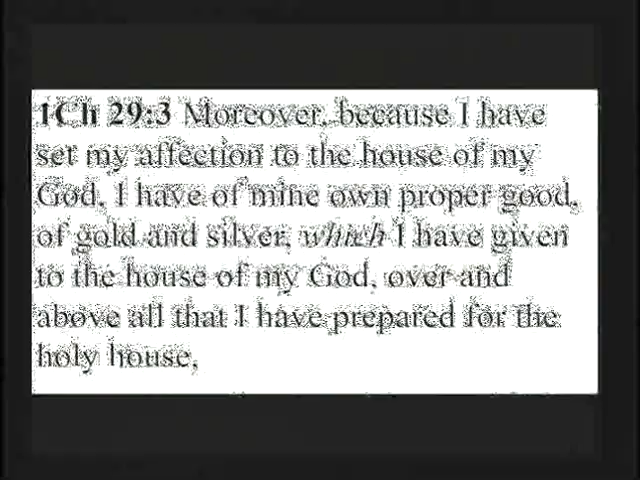 1Ch 29:3 Moreover, because I have
set my affection to the house of my
God, I have of mine own proper good,
of gold and silver, which I have given
to the house of my God, over and
above all that I have prepared for the
holy house,